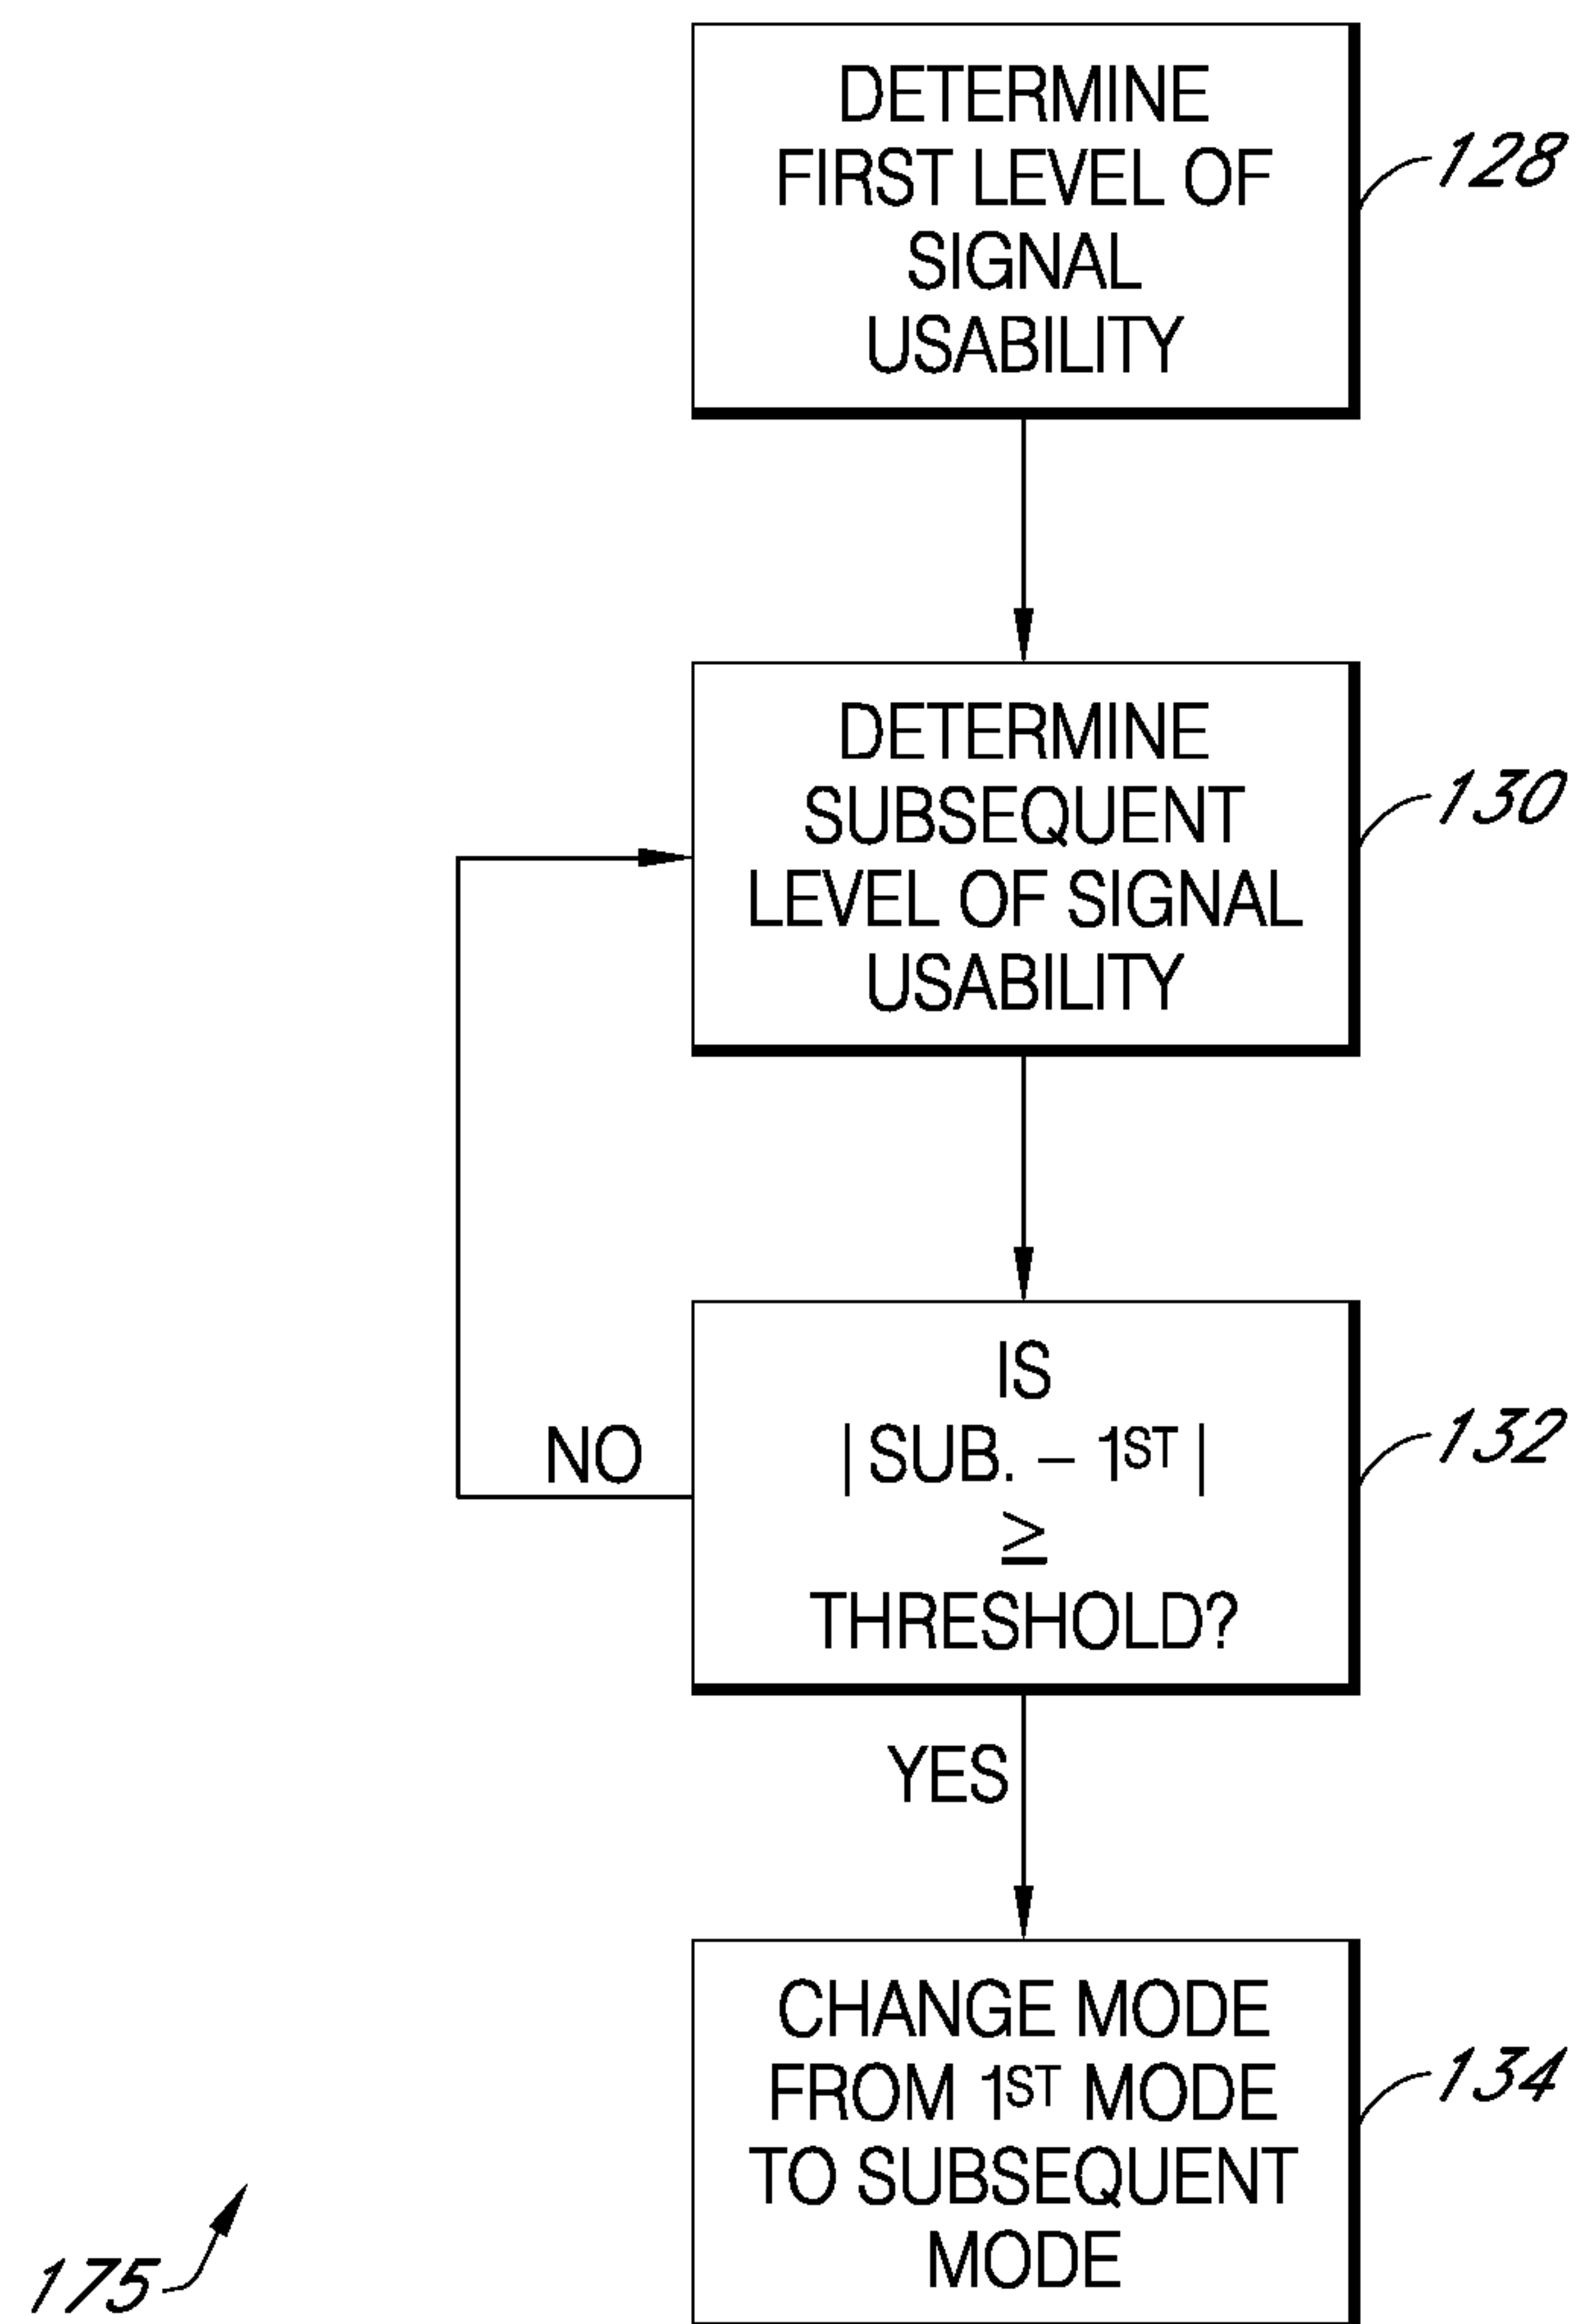 DETERMINE
FIRST LEVEL OF
SIGNAL
USABILITY
128
DETERMINE
SUBSEQUENT
LEVEL OF SIGNAL
USABILITY
130
IS
| SUB. – 1ST |
≥
THRESHOLD?
132
NO
YES
CHANGE MODE
FROM 1ST MODE
TO SUBSEQUENT
MODE
134
175